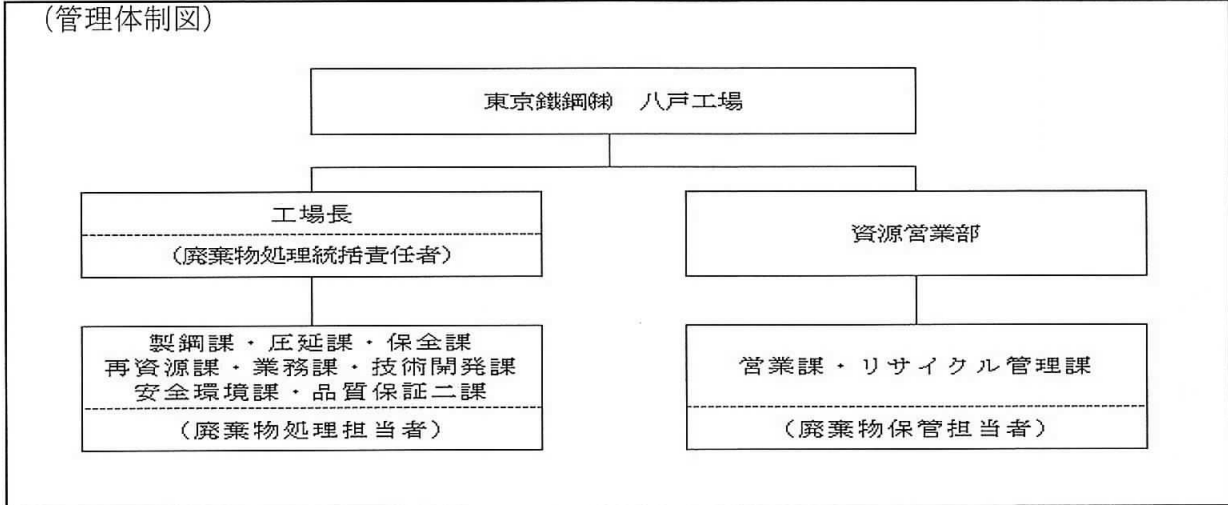 (管理体制図)
東京鐵鋼㈱ 八戸工場
工場長
(廃棄物処理統括責任者)
資源営業部
製鋼課・圧延課・保全課
再資源課・業務課・技術開発課
安全環境課・品質保証二課
(廃棄物処理担当者)
営業課・リサイクル管理課
(廃棄物保管担当者)